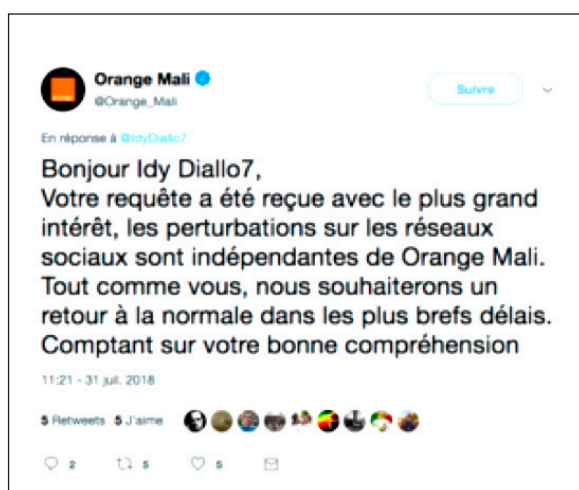 Orange Mali
@Orange_Mali
Suivre
En réponse à @IdyDiallo7
Bonjour Idy Diallo7,
Votre requête a été reçue avec le plus grand
intérêt, les perturbations sur les réseaux
sociaux sont indépendantes de Orange Mali.
Tout comme vous, nous souhaiterons un
retour à la normale dans les plus brefs délais.
Comptant sur votre bonne compréhension
11:21 - 31 juil. 2018
5 Retweets 5 J'aime
2 5 5